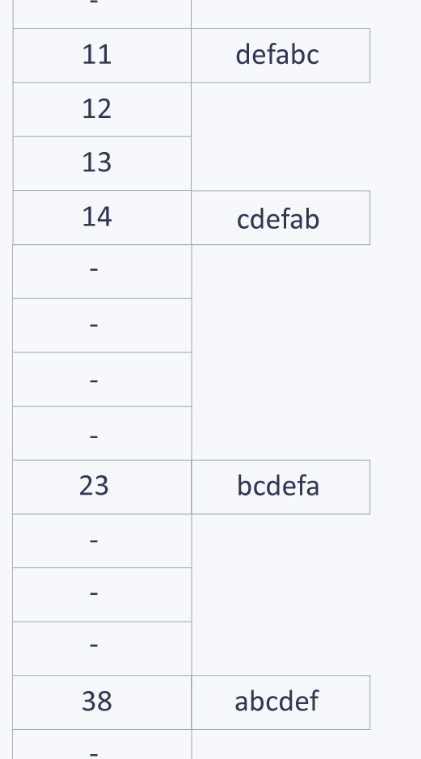 -
11 defabc
12
13
14 cdefab
-
-
-
-
23 bcdefa
-
-
-
38 abcdef
-